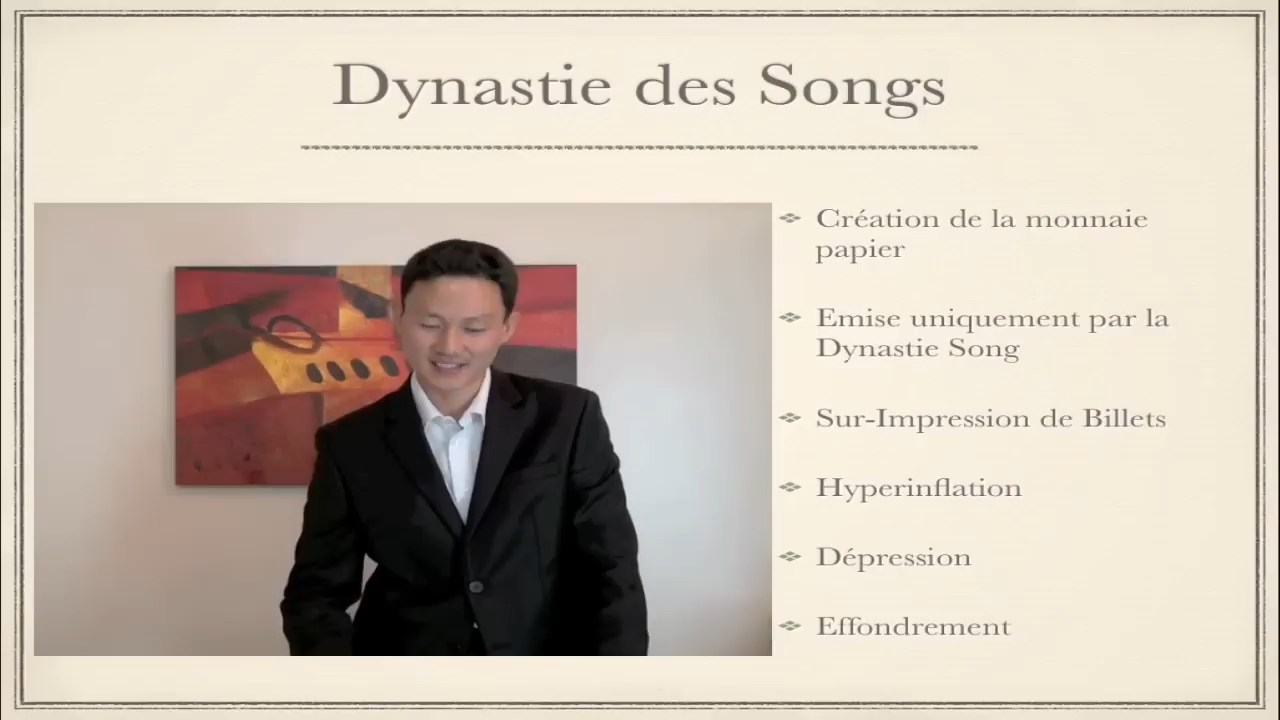 Dynastie des Songs
Création de la monnaie
papier
Emise uniquement par la
Dynastie Song
Sur-Impression de Billets
Hyperinflation
Dépression
Effondrement